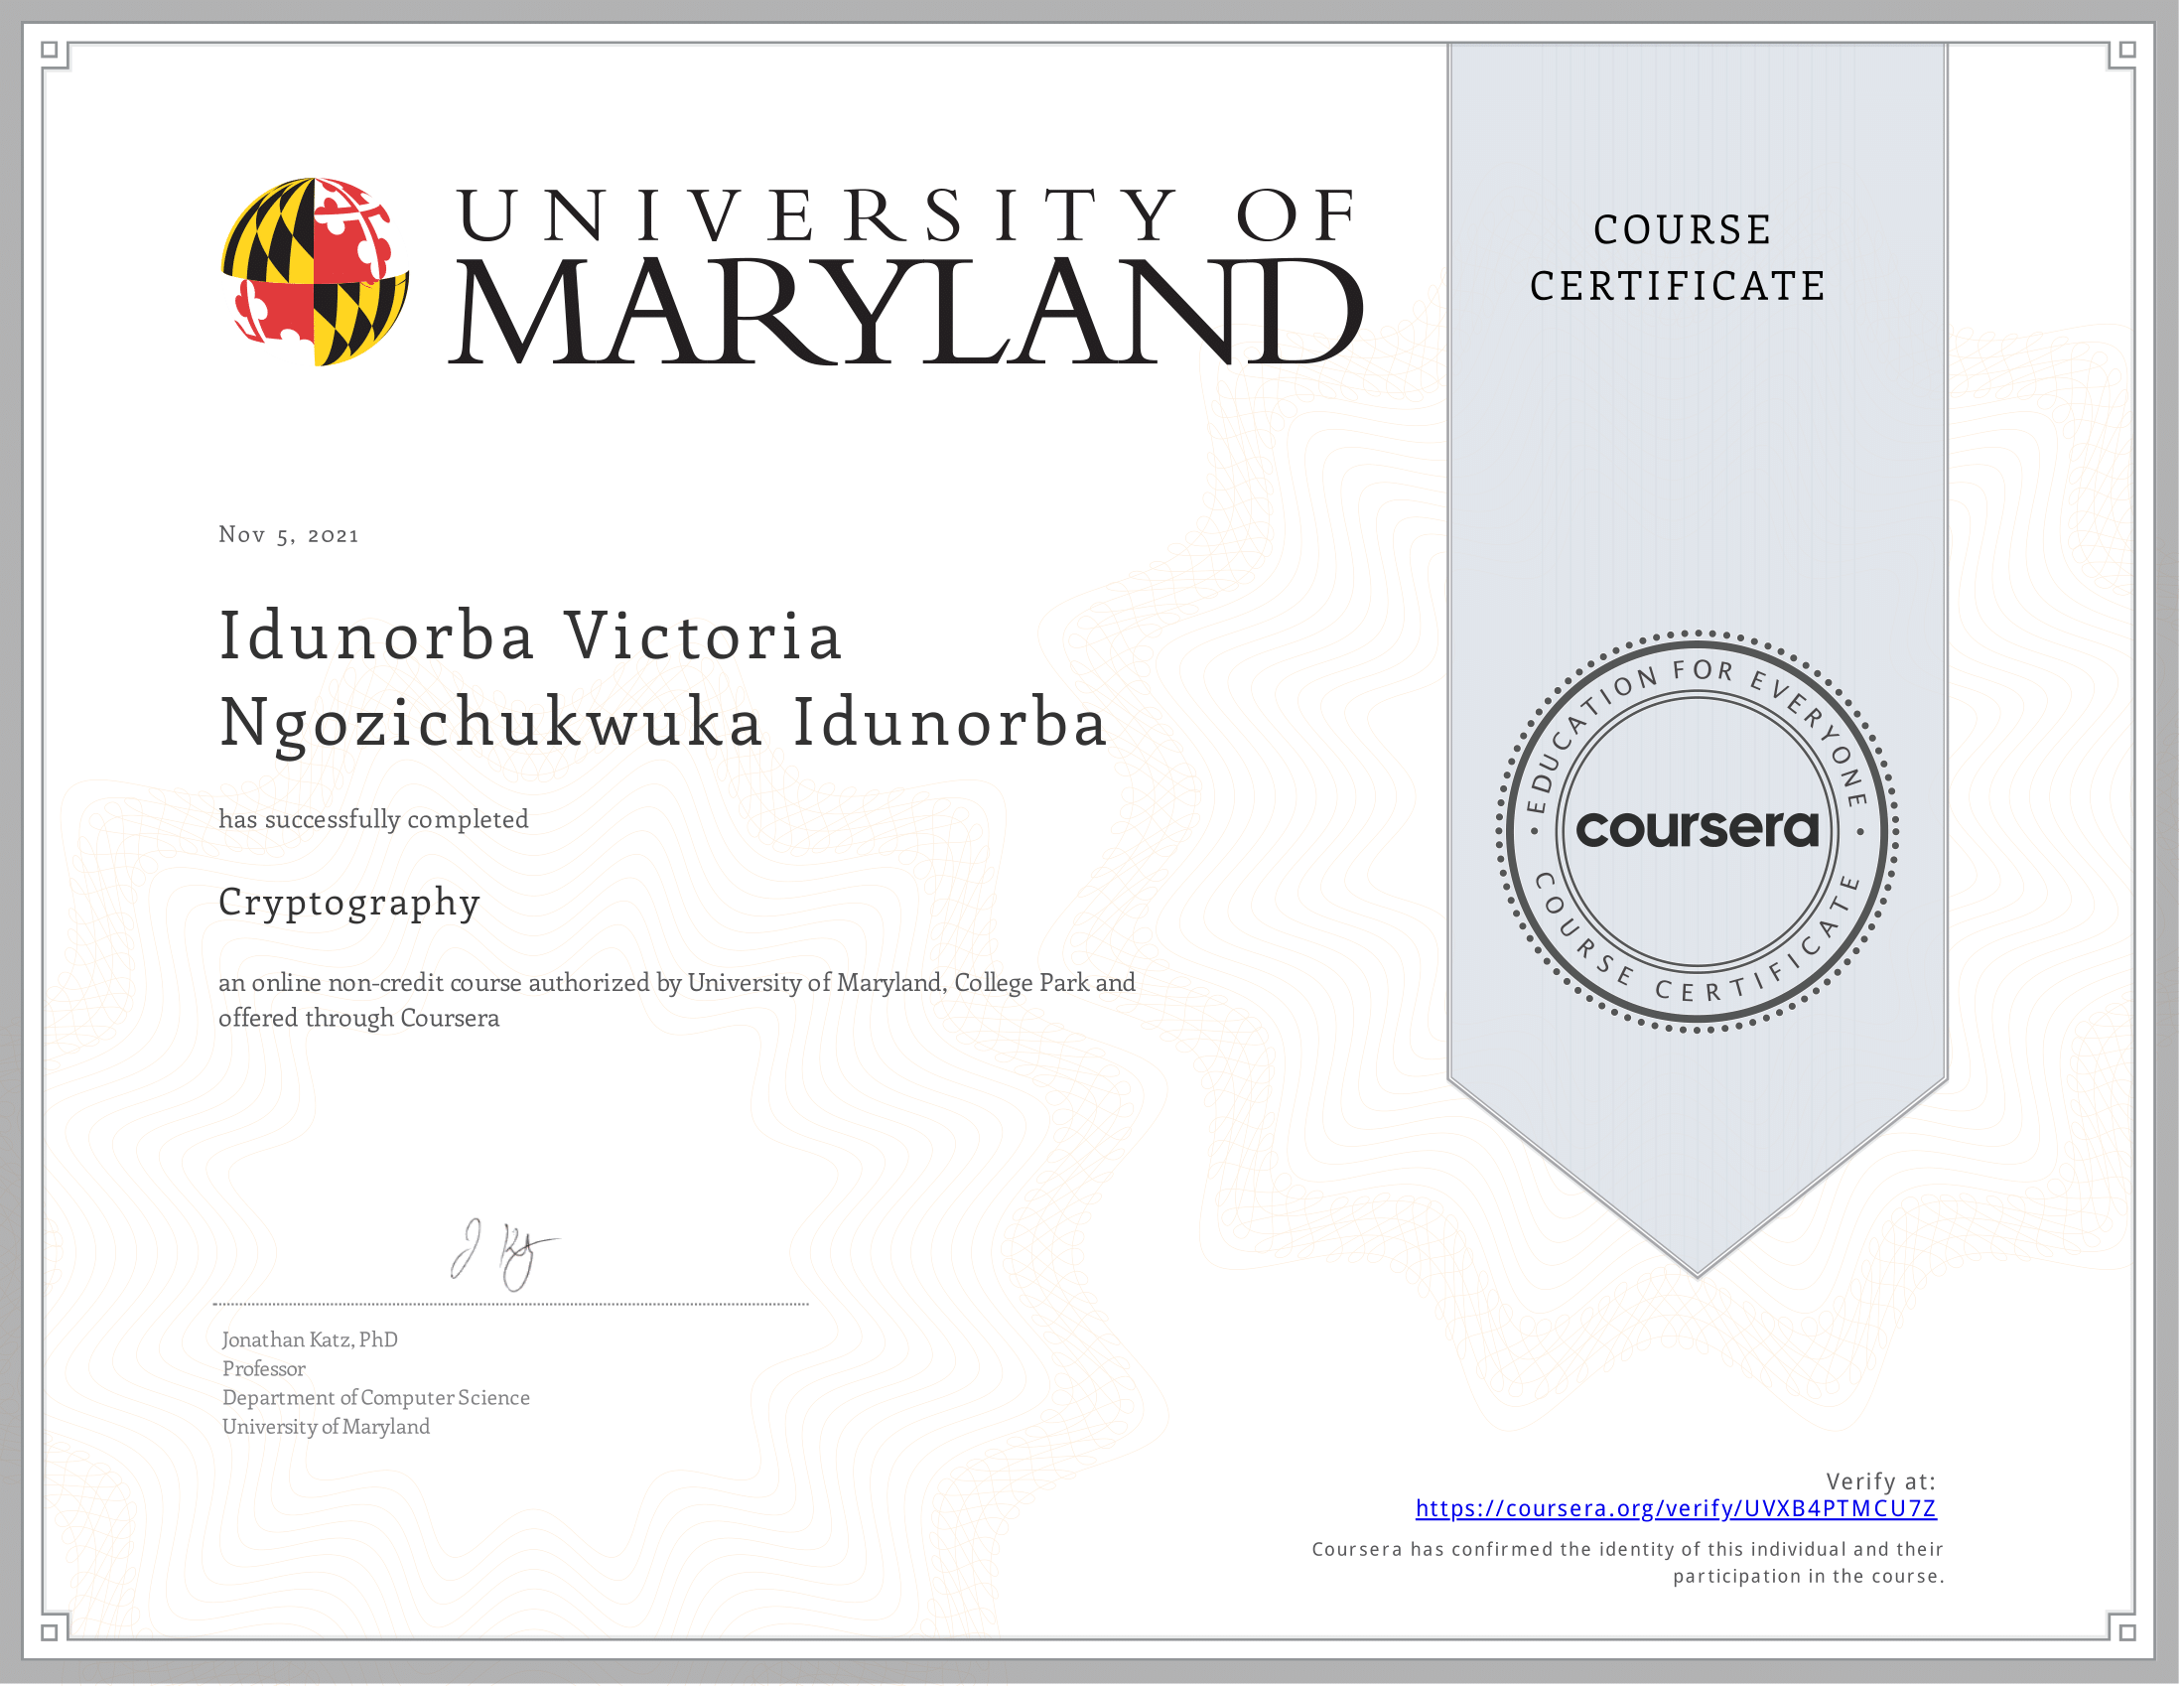 UNIVERSITY OF
MARYLAND
COURSE
CERTIFICATE
Nov 5, 2021
Idunorba Victoria
Ngozichukwuka Idunorba
has successfully completed
Cryptography
an online non-credit course authorized by University of Maryland, College Park and
offered through Coursera
EDUCATION FOR EVERYONE
coursera
COURSE CERTIFICATE
J Katz
Jonathan Katz, PhD
Professor
Department of Computer Science
University of Maryland
Verify at:
https://coursera.org/verify/UVXB4PTMCU7Z
Coursera has confirmed the identity of this individual and their
participation in the course.